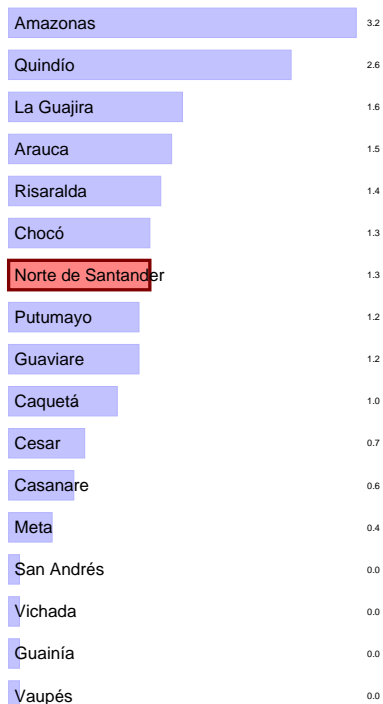 Amazonas 3.2
Quindío 2.6
La Guajira 1.6
Arauca 1.5
Risaralda 1.4
Chocó 1.3
Norte de Santander 1.3
Putumayo 1.2
Guaviare 1.2
Caquetá 1.0
Cesar 0.7
Casanare 0.6
Meta 0.4
San Andrés 0.0
Vichada 0.0
Guainía 0.0
Vaupés 0.0